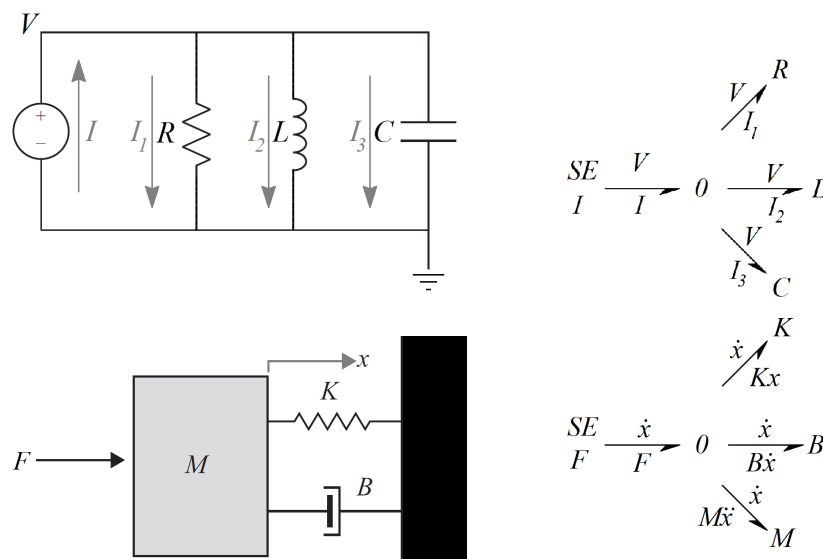 V
+
−
I
I1 R
I2 L
I3 C
R
V
I1
SE
I
V
I
0
V
I2
L
V
I3
C
x
K
F
M
B
K
ẋ
Kx
SE
F
ẋ
F
0
ẋ
Bẋ
B
ẋ
Mẍ
M